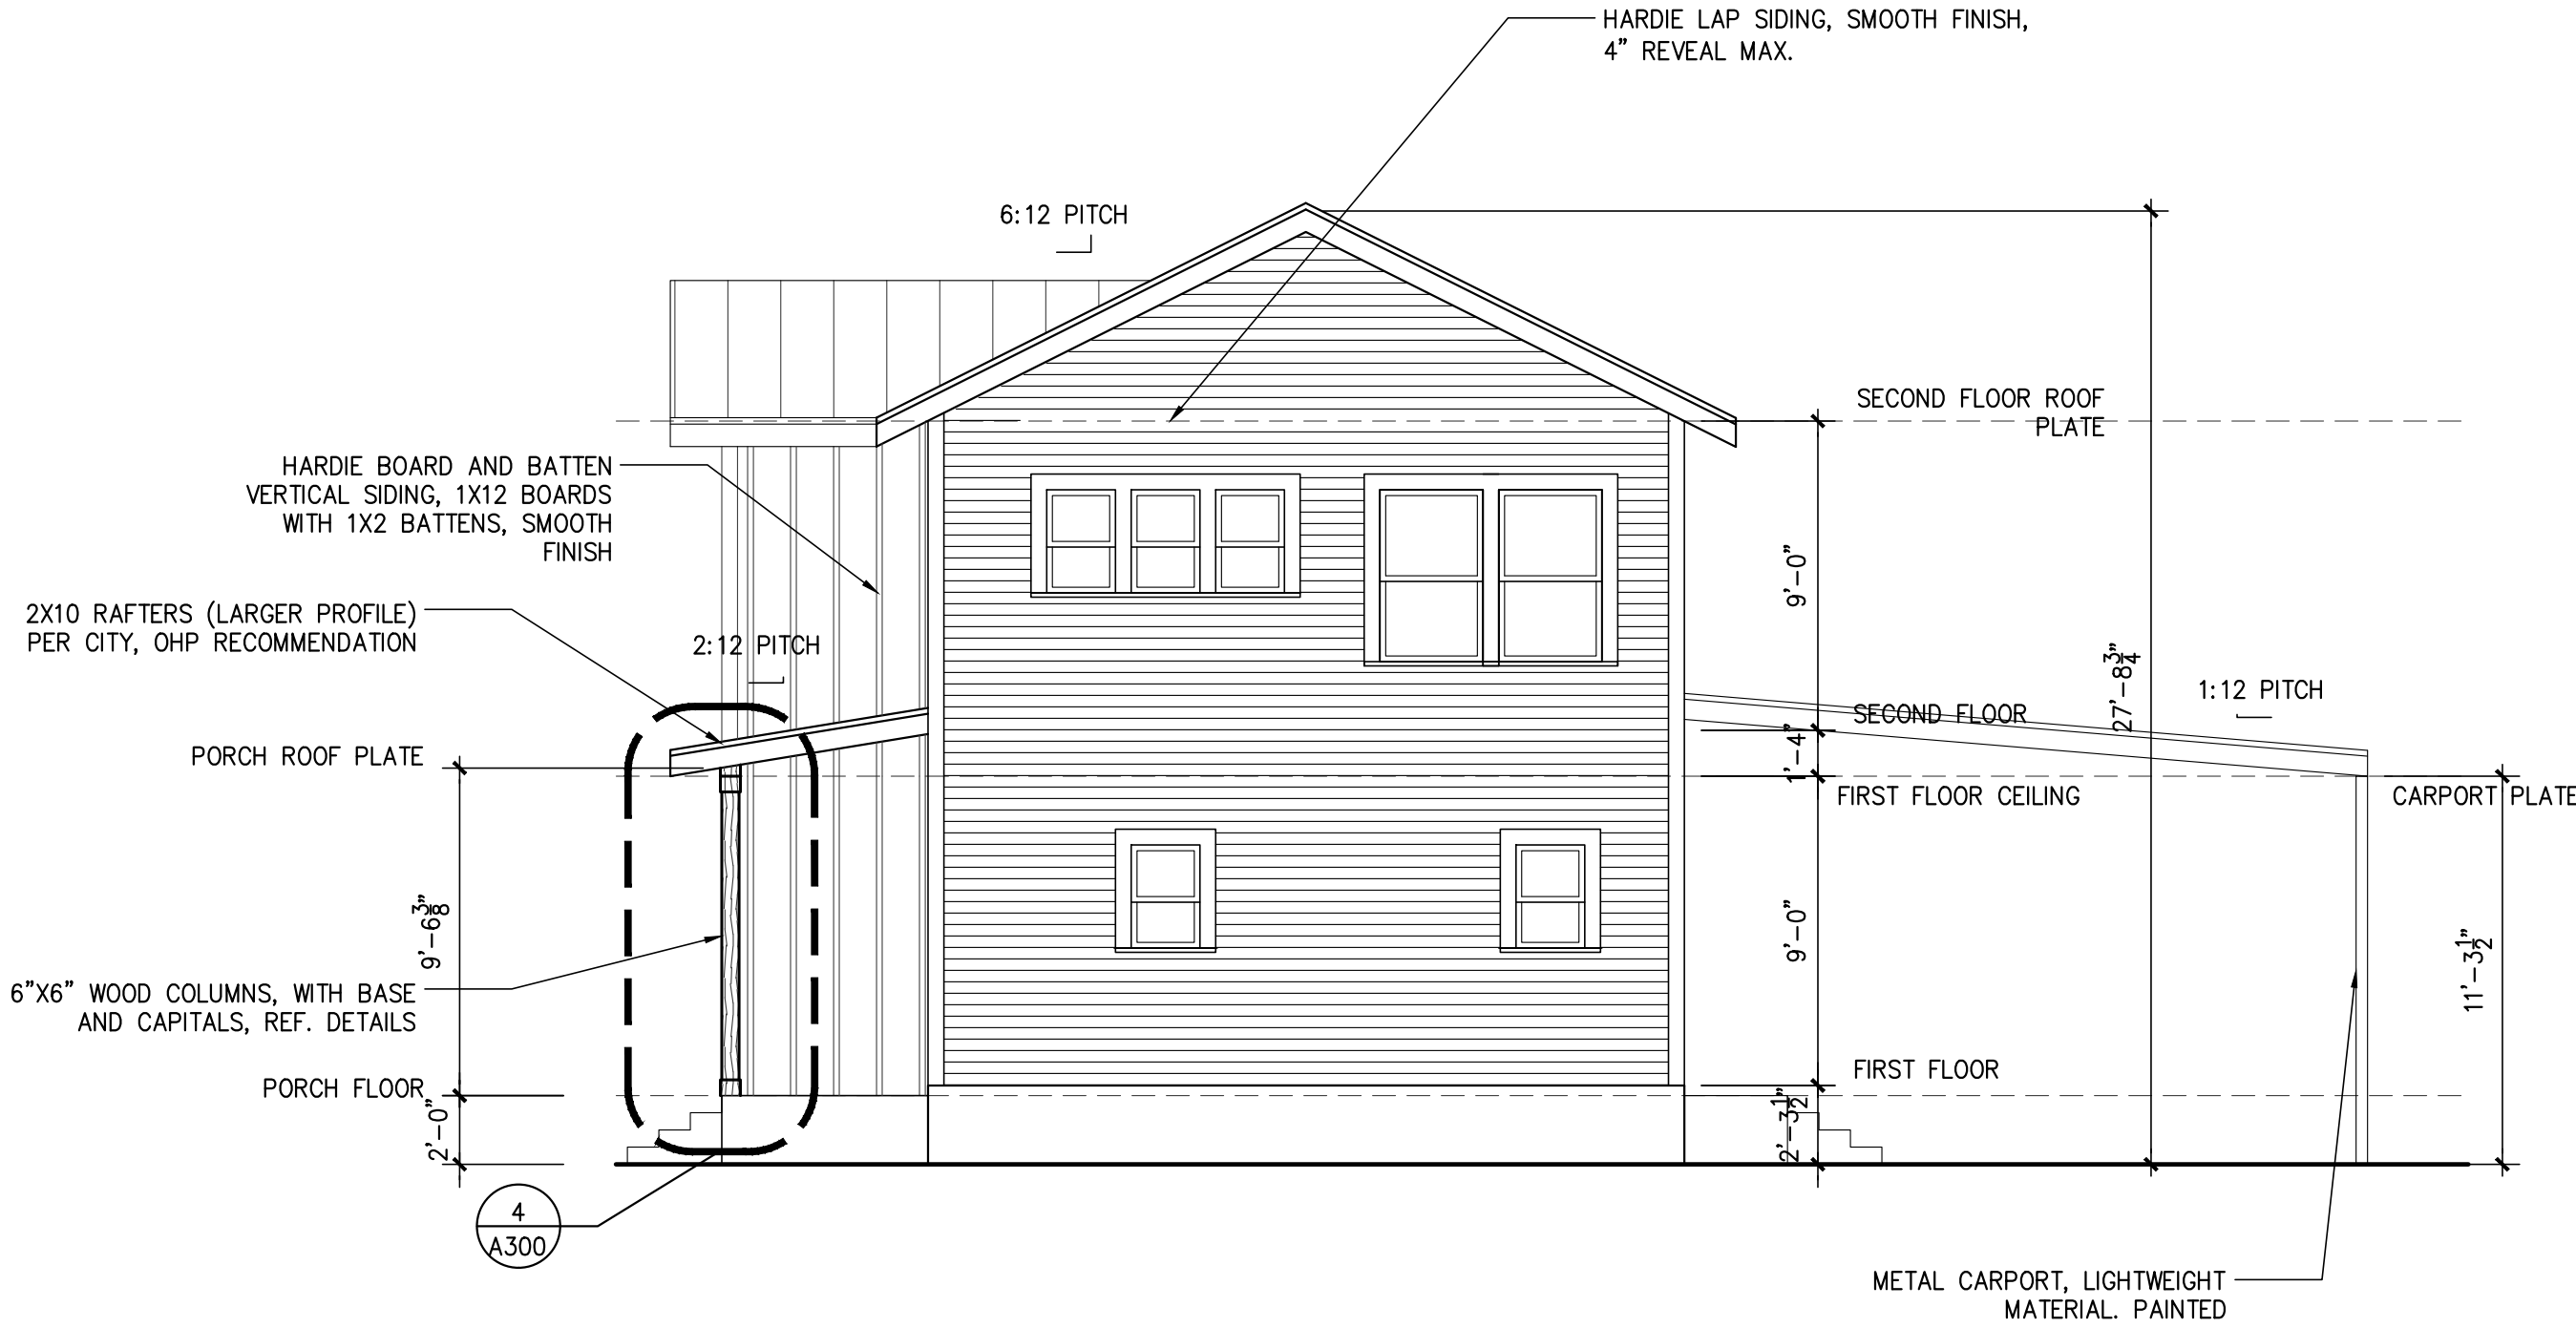 HARDIE LAP SIDING, SMOOTH FINISH,
4" REVEAL MAX.
6:12 PITCH
SECOND FLOOR ROOF
PLATE
HARDIE BOARD AND BATTEN
VERTICAL SIDING, 1X12 BOARDS
WITH 1X2 BATTENS, SMOOTH
FINISH
9'-0"
2X10 RAFTERS (LARGER PROFILE)
PER CITY, OHP RECOMMENDATION
2:12 PITCH
27'-8 3/4"
1:12 PITCH
SECOND FLOOR
PORCH ROOF PLATE
1'-4"
FIRST FLOOR CEILING
CARPORT PLATE
9'-6 3/8"
9'-0"
11'-3 1/2"
6"X6" WOOD COLUMNS, WITH BASE
AND CAPITALS, REF. DETAILS
FIRST FLOOR
PORCH FLOOR
2'-0"
2'-3 1/2"
4
A300
METAL CARPORT, LIGHTWEIGHT
MATERIAL. PAINTED